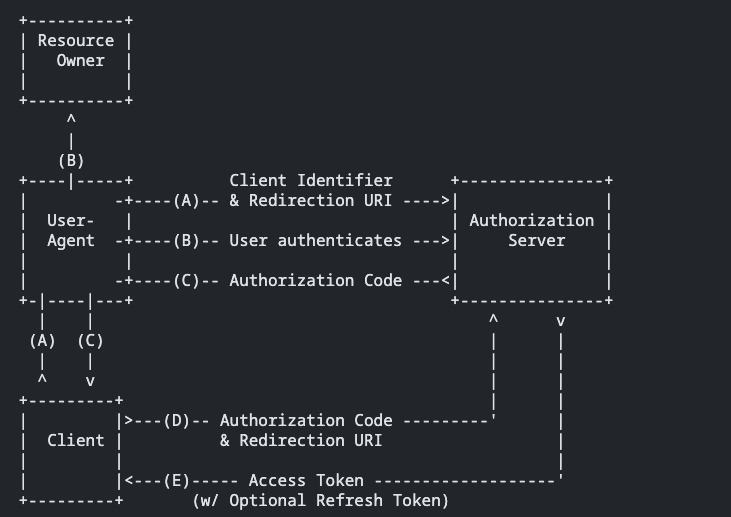 +----------+
| Resource |
|   Owner  |
|          |
+----------+
     ^
     |
    (B)
+----|-----+          Client Identifier      +---------------+
|         -+----(A)-- & Redirection URI ---->|               |
|  User-   |                                 | Authorization |
|  Agent  -+----(B)-- User authenticates --->|     Server    |
|          |                                 |               |
|         -+----(C)-- Authorization Code ---<|               |
+-|----|---+                                 +---------------+
  |    |                                         ^      v
 (A)  (C)                                        |      |
  |    |                                         |      |
  ^    v                                         |      |
+---------+                                      |      |
|         |>---(D)-- Authorization Code ---------'      |
|  Client |          & Redirection URI                  |
|         |                                             |
|         |<---(E)----- Access Token -------------------'
+---------+       (w/ Optional Refresh Token)